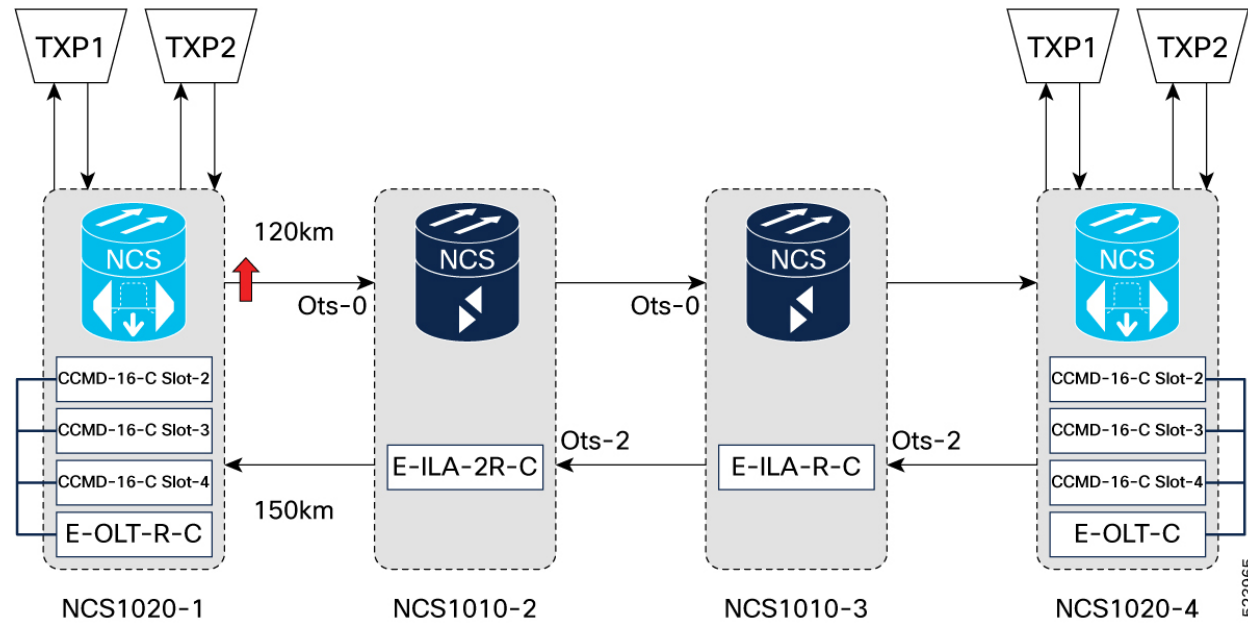 TXP1
TXP2
TXP1
TXP2
NCS
NCS
NCS
NCS
120km
Ots-0
Ots-0
CCMD-16-C Slot-2
CCMD-16-C Slot-3
CCMD-16-C Slot-4
E-OLT-R-C
150km
Ots-2
E-ILA-2R-C
Ots-2
E-ILA-R-C
CCMD-16-C Slot-2
CCMD-16-C Slot-3
CCMD-16-C Slot-4
E-OLT-C
NCS1020-1
NCS1010-2
NCS1010-3
NCS1020-4
523965